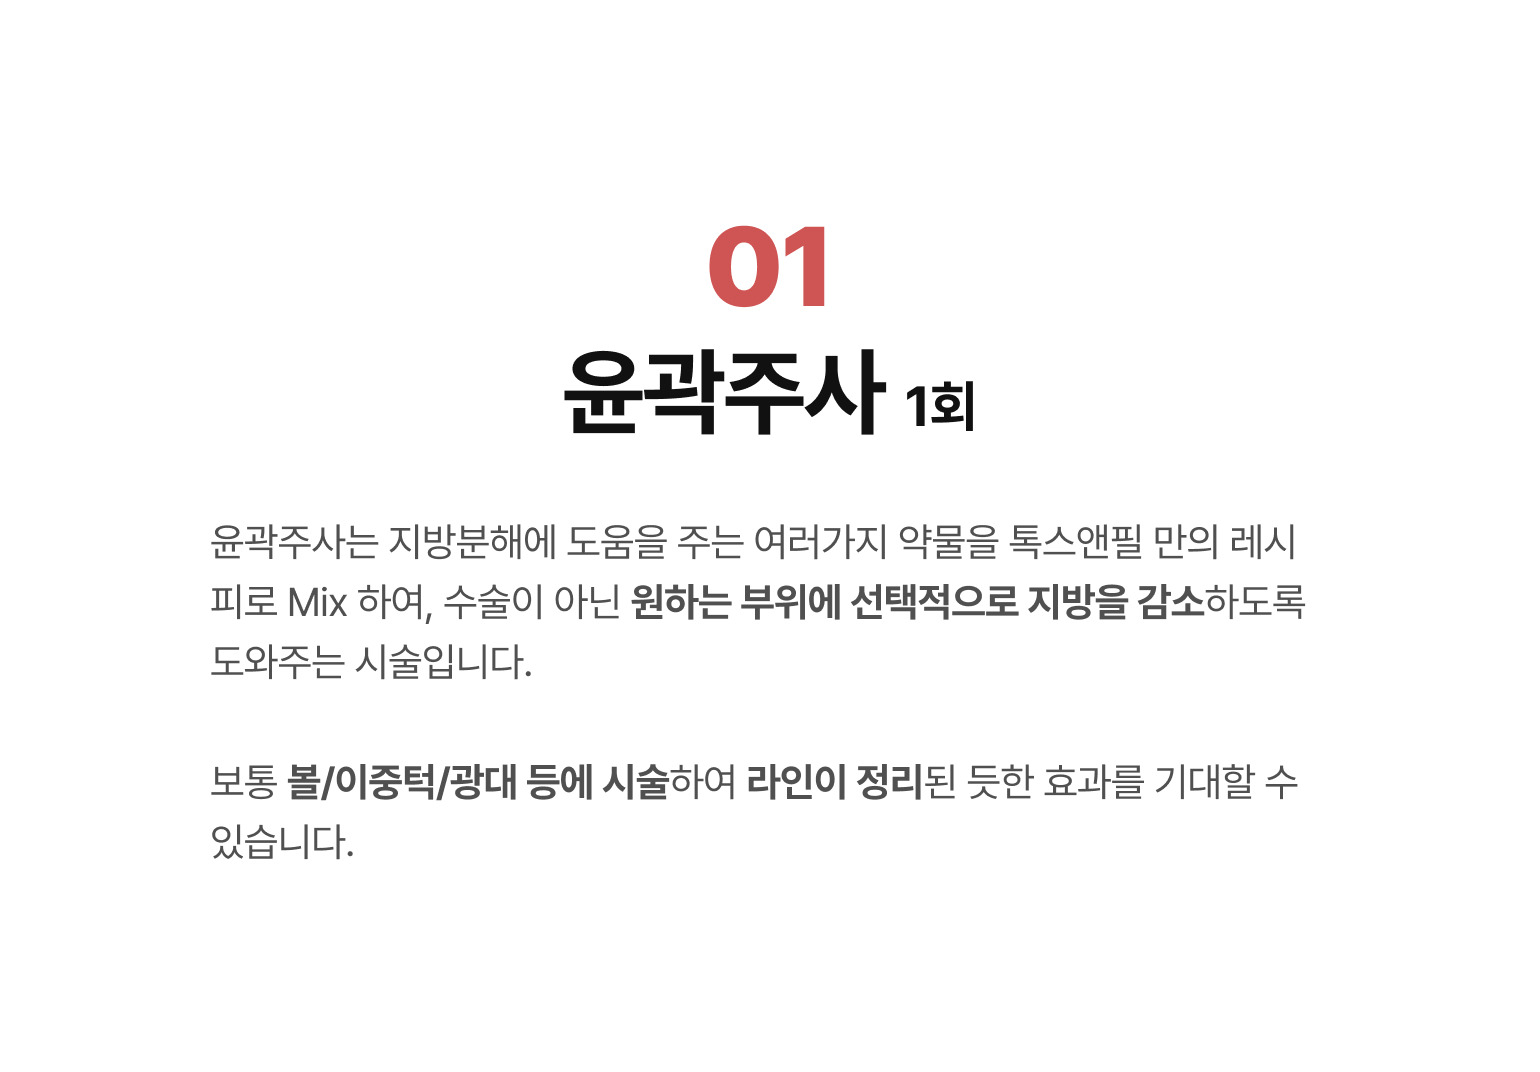 01
윤곽주사 1회
윤곽주사는 지방분해에 도움을 주는 여러가지 약물을 톡스앤필 만의 레시
피로 Mix 하여, 수술이 아닌 원하는 부위에 선택적으로 지방을 감소하도록
도와주는 시술입니다.
보통 볼/이중턱/광대 등에 시술하여 라인이 정리된 듯한 효과를 기대할 수
있습니다.